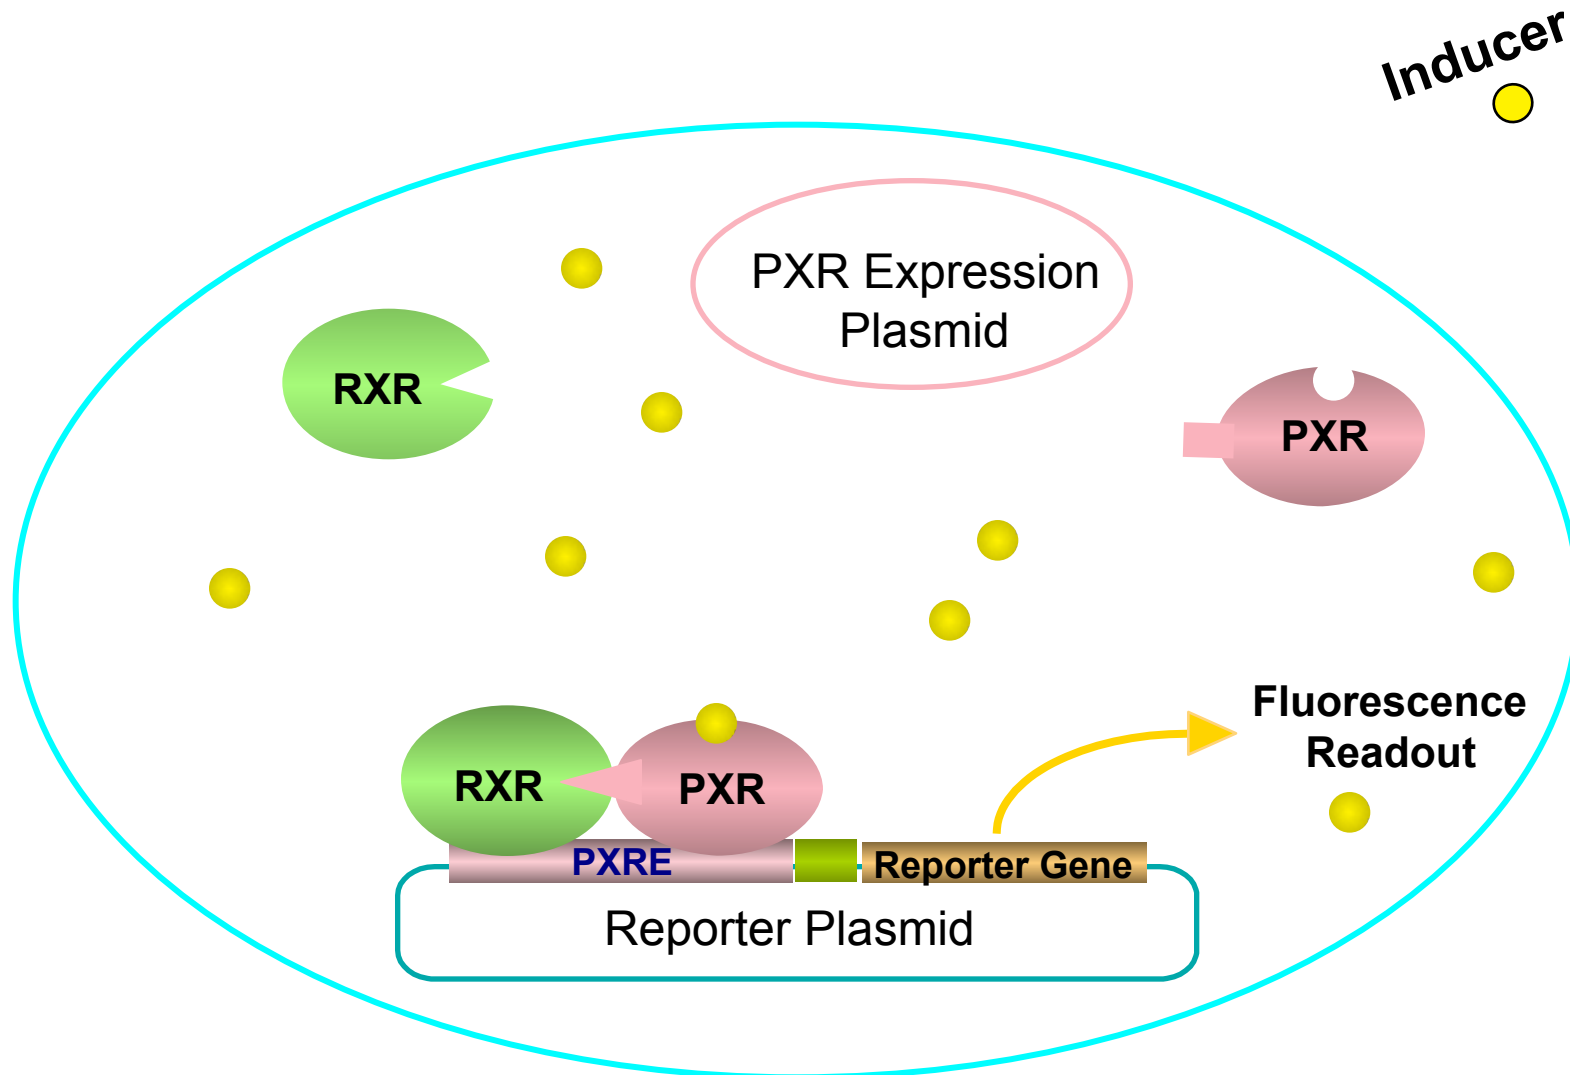 Inducer
PXR Expression
Plasmid
RXR
PXR
Fluorescence
Readout
RXR
PXR
PXRE
Reporter Gene
Reporter Plasmid